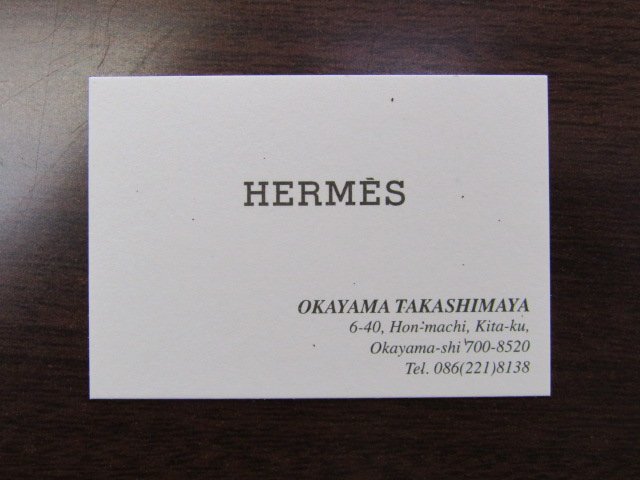 HERMÈS
OKAYAMA TAKASHIMAYA
6-40, Hon-machi, Kita-ku,
Okayama-shi 700-8520
Tel. 086(221)8138